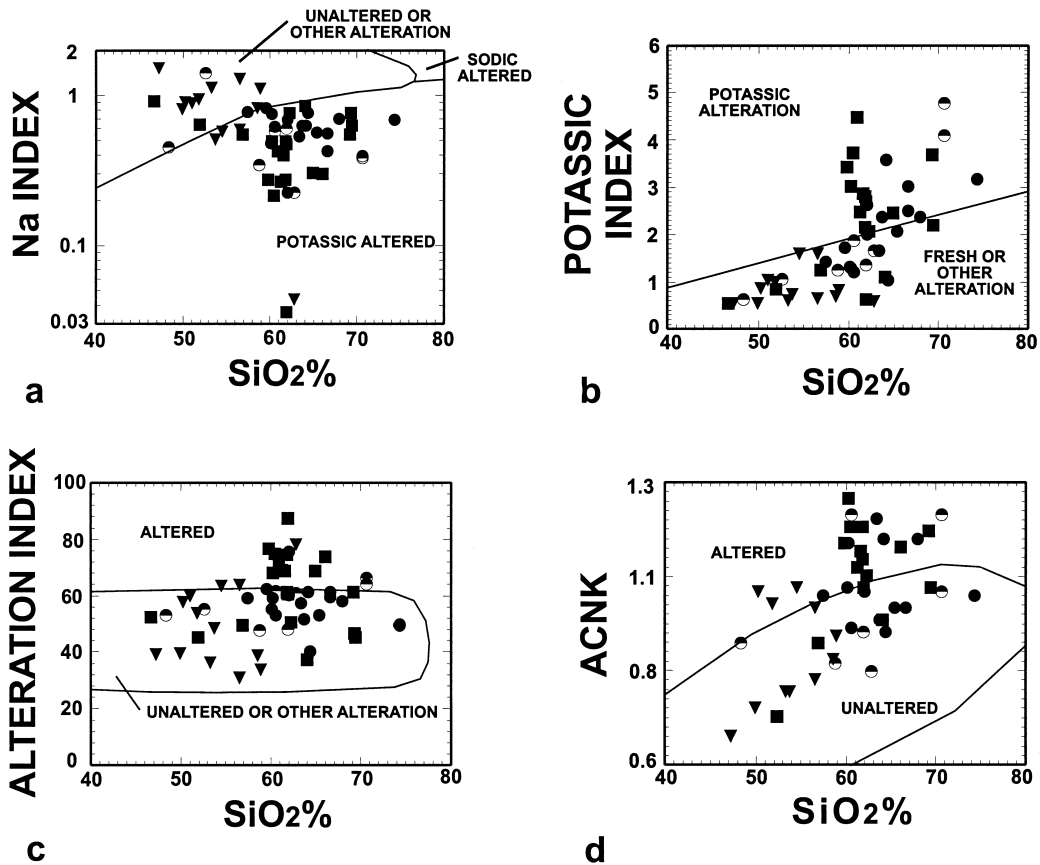 UNALTERED OR
OTHER ALTERATION
SODIC
ALTERED
2
1
0.1
0.03
Na INDEX
POTASSIC ALTERED
40 50 60 70 80
SiO2%
a
6
5
4
3
2
1
0
POTASSIC
INDEX
POTASSIC
ALTERATION
FRESH OR
OTHER
ALTERATION
40 50 60 70 80
SiO2%
b
100
80
60
40
20
0
ALTERATION INDEX
ALTERED
UNALTERED OR OTHER ALTERATION
40 50 60 70 80
SiO2%
c
1.3
1.1
0.8
0.6
ACNK
ALTERED
UNALTERED
40 50 60 70 80
SiO2%
d